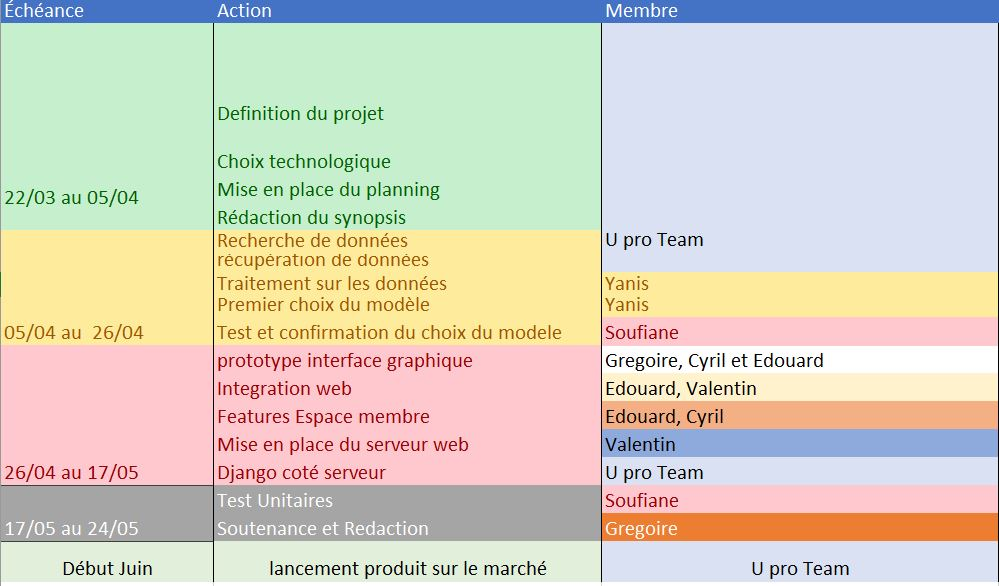 Échéance Action Membre
Definition du projet
Choix technologique
Mise en place du planning
22/03 au 05/04
Rédaction du synopsis
Recherche de données U pro Team
récupération de données
Traitement sur les données Yanis
Premier choix du modèle Yanis
05/04 au 26/04 Test et confirmation du choix du modele Soufiane
prototype interface graphique Gregoire, Cyril et Edouard
Integration web Edouard, Valentin
Features Espace membre Edouard, Cyril
Mise en place du serveur web Valentin
26/04 au 17/05 Django coté serveur U pro Team
Test Unitaires Soufiane
17/05 au 24/05 Soutenance et Redaction Gregoire
Début Juin lancement produit sur le marché U pro Team